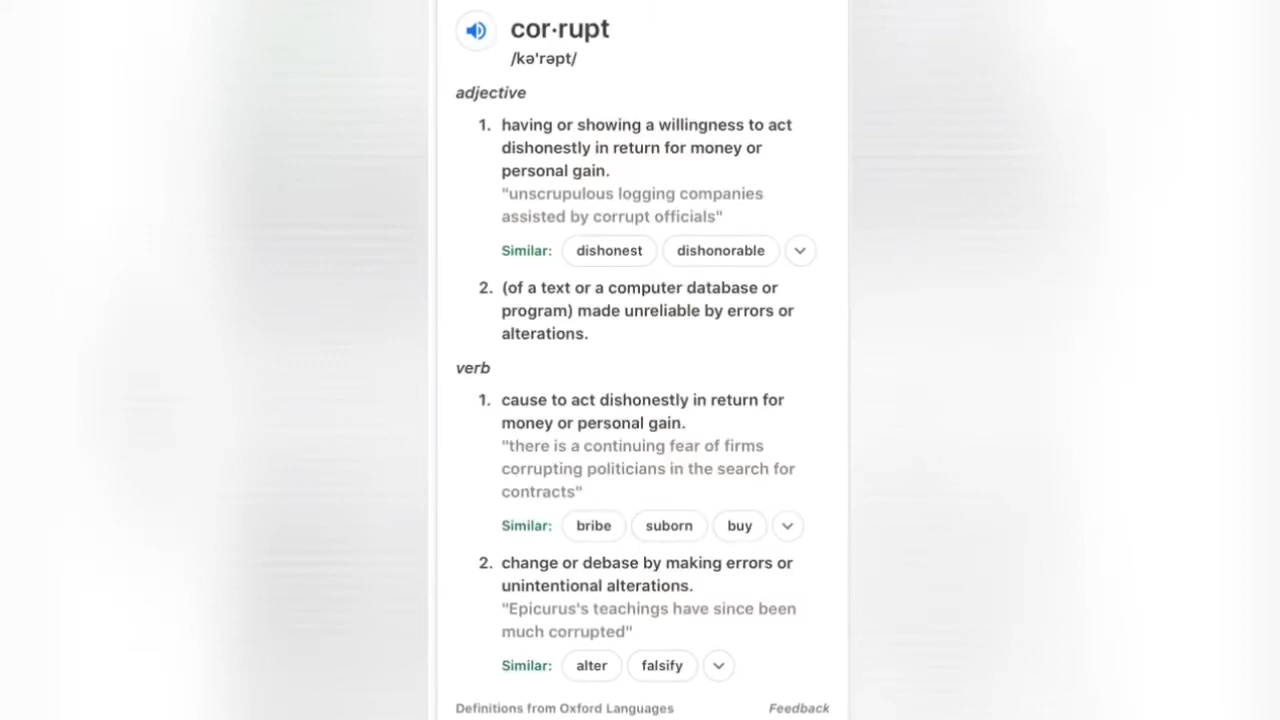 cor·rupt
/kə'rəpt/
adjective
1. having or showing a willingness to act
dishonestly in return for money or
personal gain.
"unscrupulous logging companies
assisted by corrupt officials"
Similar: dishonest dishonorable
2. (of a text or a computer database or
program) made unreliable by errors or
alterations.
verb
1. cause to act dishonestly in return for
money or personal gain.
"there is a continuing fear of firms
corrupting politicians in the search for
contracts"
Similar: bribe suborn buy
2. change or debase by making errors or
unintentional alterations.
"Epicurus's teachings have since been
much corrupted"
Similar: alter falsify
Definitions from Oxford Languages Feedback